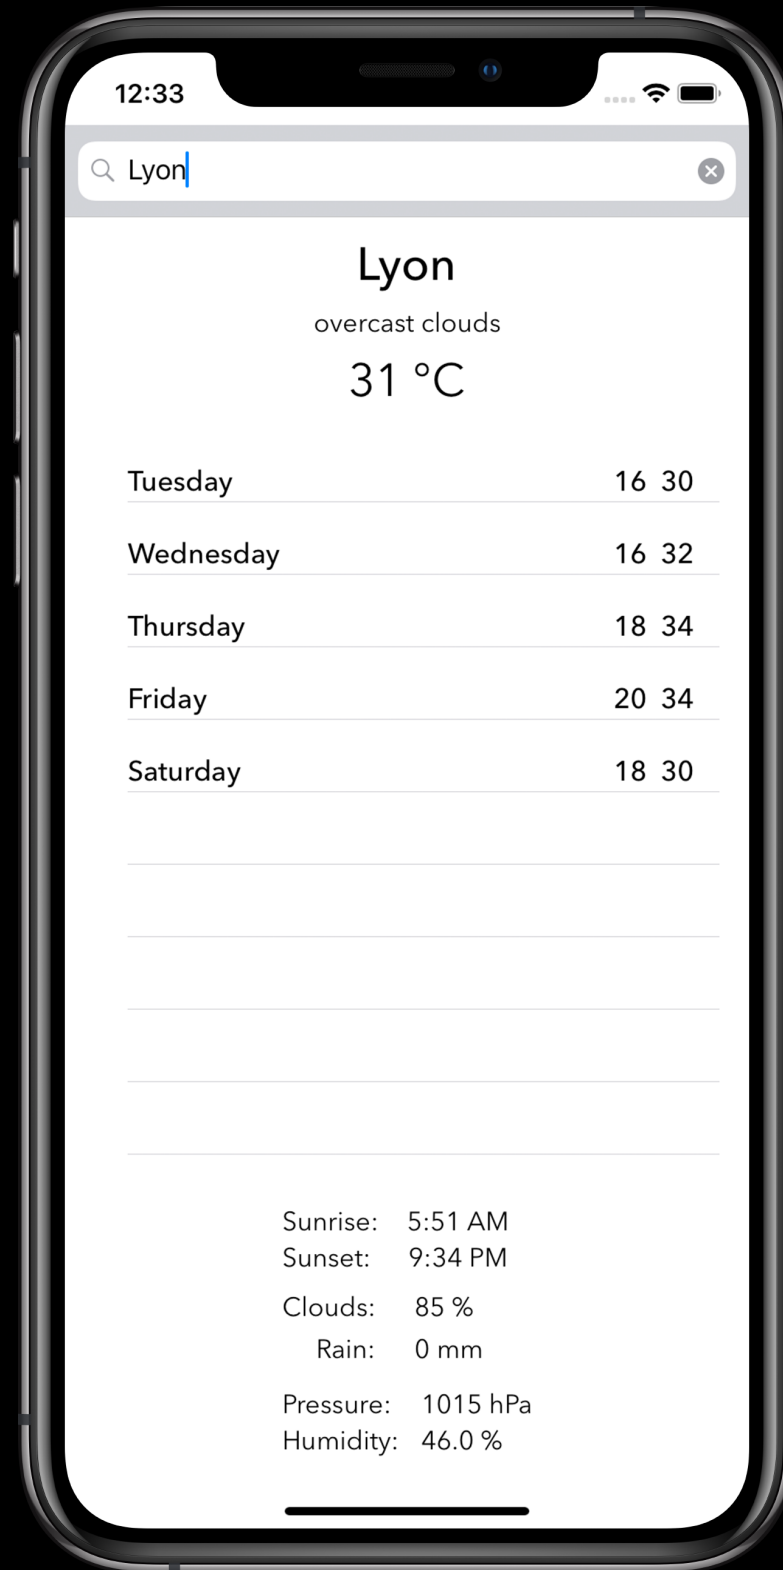 12:33
Lyon
Lyon
overcast clouds
31 °C
Tuesday 16 30
Wednesday 16 32
Thursday 18 34
Friday 20 34
Saturday 18 30
Sunrise: 5:51 AM
Sunset: 9:34 PM
Clouds: 85 %
Rain: 0 mm
Pressure: 1015 hPa
Humidity: 46.0 %